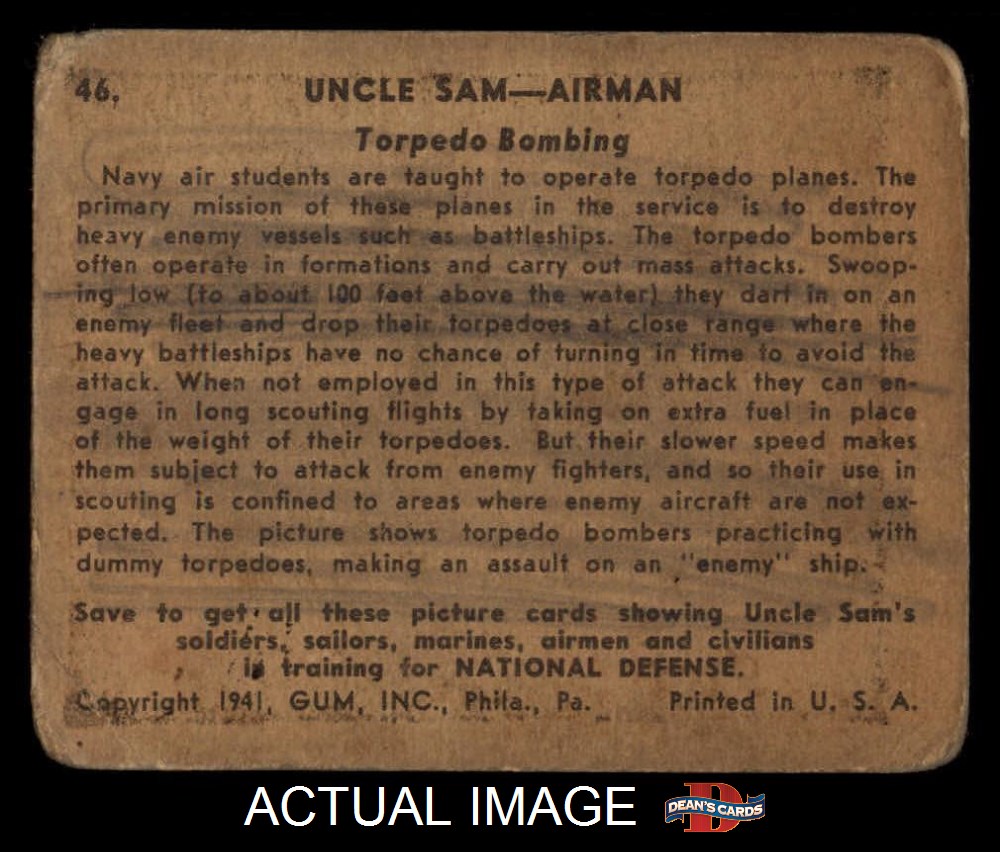 46. UNCLE SAM—AIRMAN
Torpedo Bombing
Navy air students are taught to operate torpedo planes. The
primary mission of these planes in the service is to destroy
heavy enemy vessels such as battleships. The torpedo bombers
often operate in formations and carry out mass attacks. Swoop-
ing low (to about 100 feet above the water) they dart in on an
enemy fleet and drop their torpedoes at close range where the
heavy battleships have no chance of turning in time to avoid the
attack. When not employed in this type of attack they can en-
gage in long scouting flights by taking on extra fuel in place
of the weight of their torpedoes. But their slower speed makes
them subject to attack from enemy fighters, and so their use in
scouting is confined to areas where enemy aircraft are not ex-
pected. The picture shows torpedo bombers practicing with
dummy torpedoes, making an assault on an "enemy" ship.
Save to get all these picture cards showing Uncle Sam's
soldiers, sailors, marines, airmen and civilians
in training for NATIONAL DEFENSE.
Copyright 1941, GUM, INC., Phila., Pa. Printed in U. S. A.
ACTUAL IMAGE DEAN'S CARDS